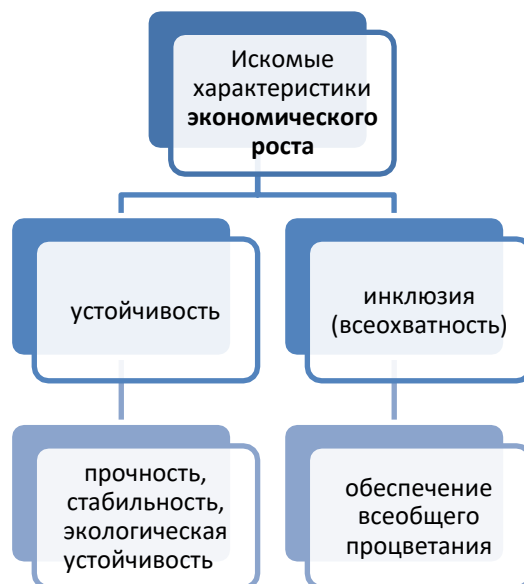 Искомые
характеристики
экономического
роста
устойчивость
инклюзия
(всеохватность)
прочность,
стабильность,
экологическая
устойчивость
обеспечение
всеобщего
процветания